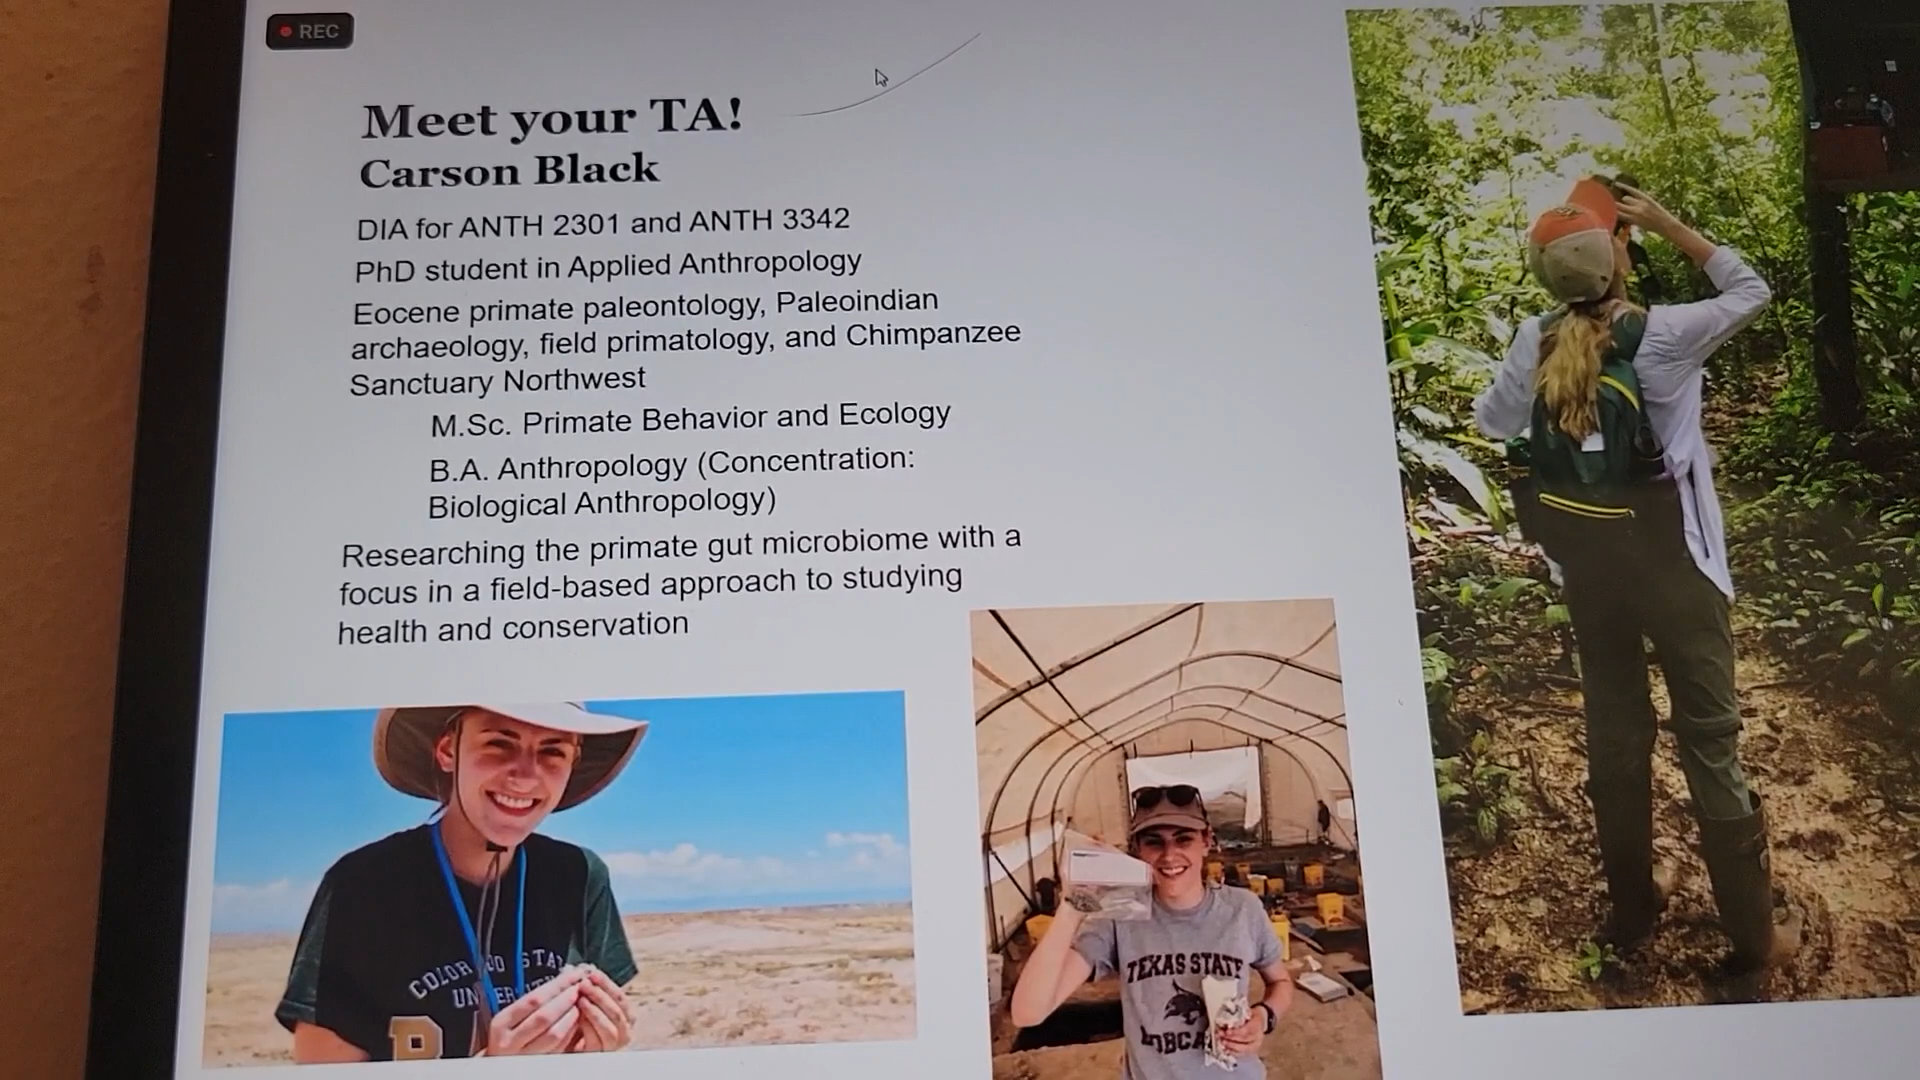 REC
Meet your TA!
Carson Black
DIA for ANTH 2301 and ANTH 3342
PhD student in Applied Anthropology
Eocene primate paleontology, Paleoindian
archaeology, field primatology, and Chimpanzee
Sanctuary Northwest
M.Sc. Primate Behavior and Ecology
B.A. Anthropology (Concentration:
Biological Anthropology)
Researching the primate gut microbiome with a
focus in a field-based approach to studying
health and conservation
TEXAS STATE